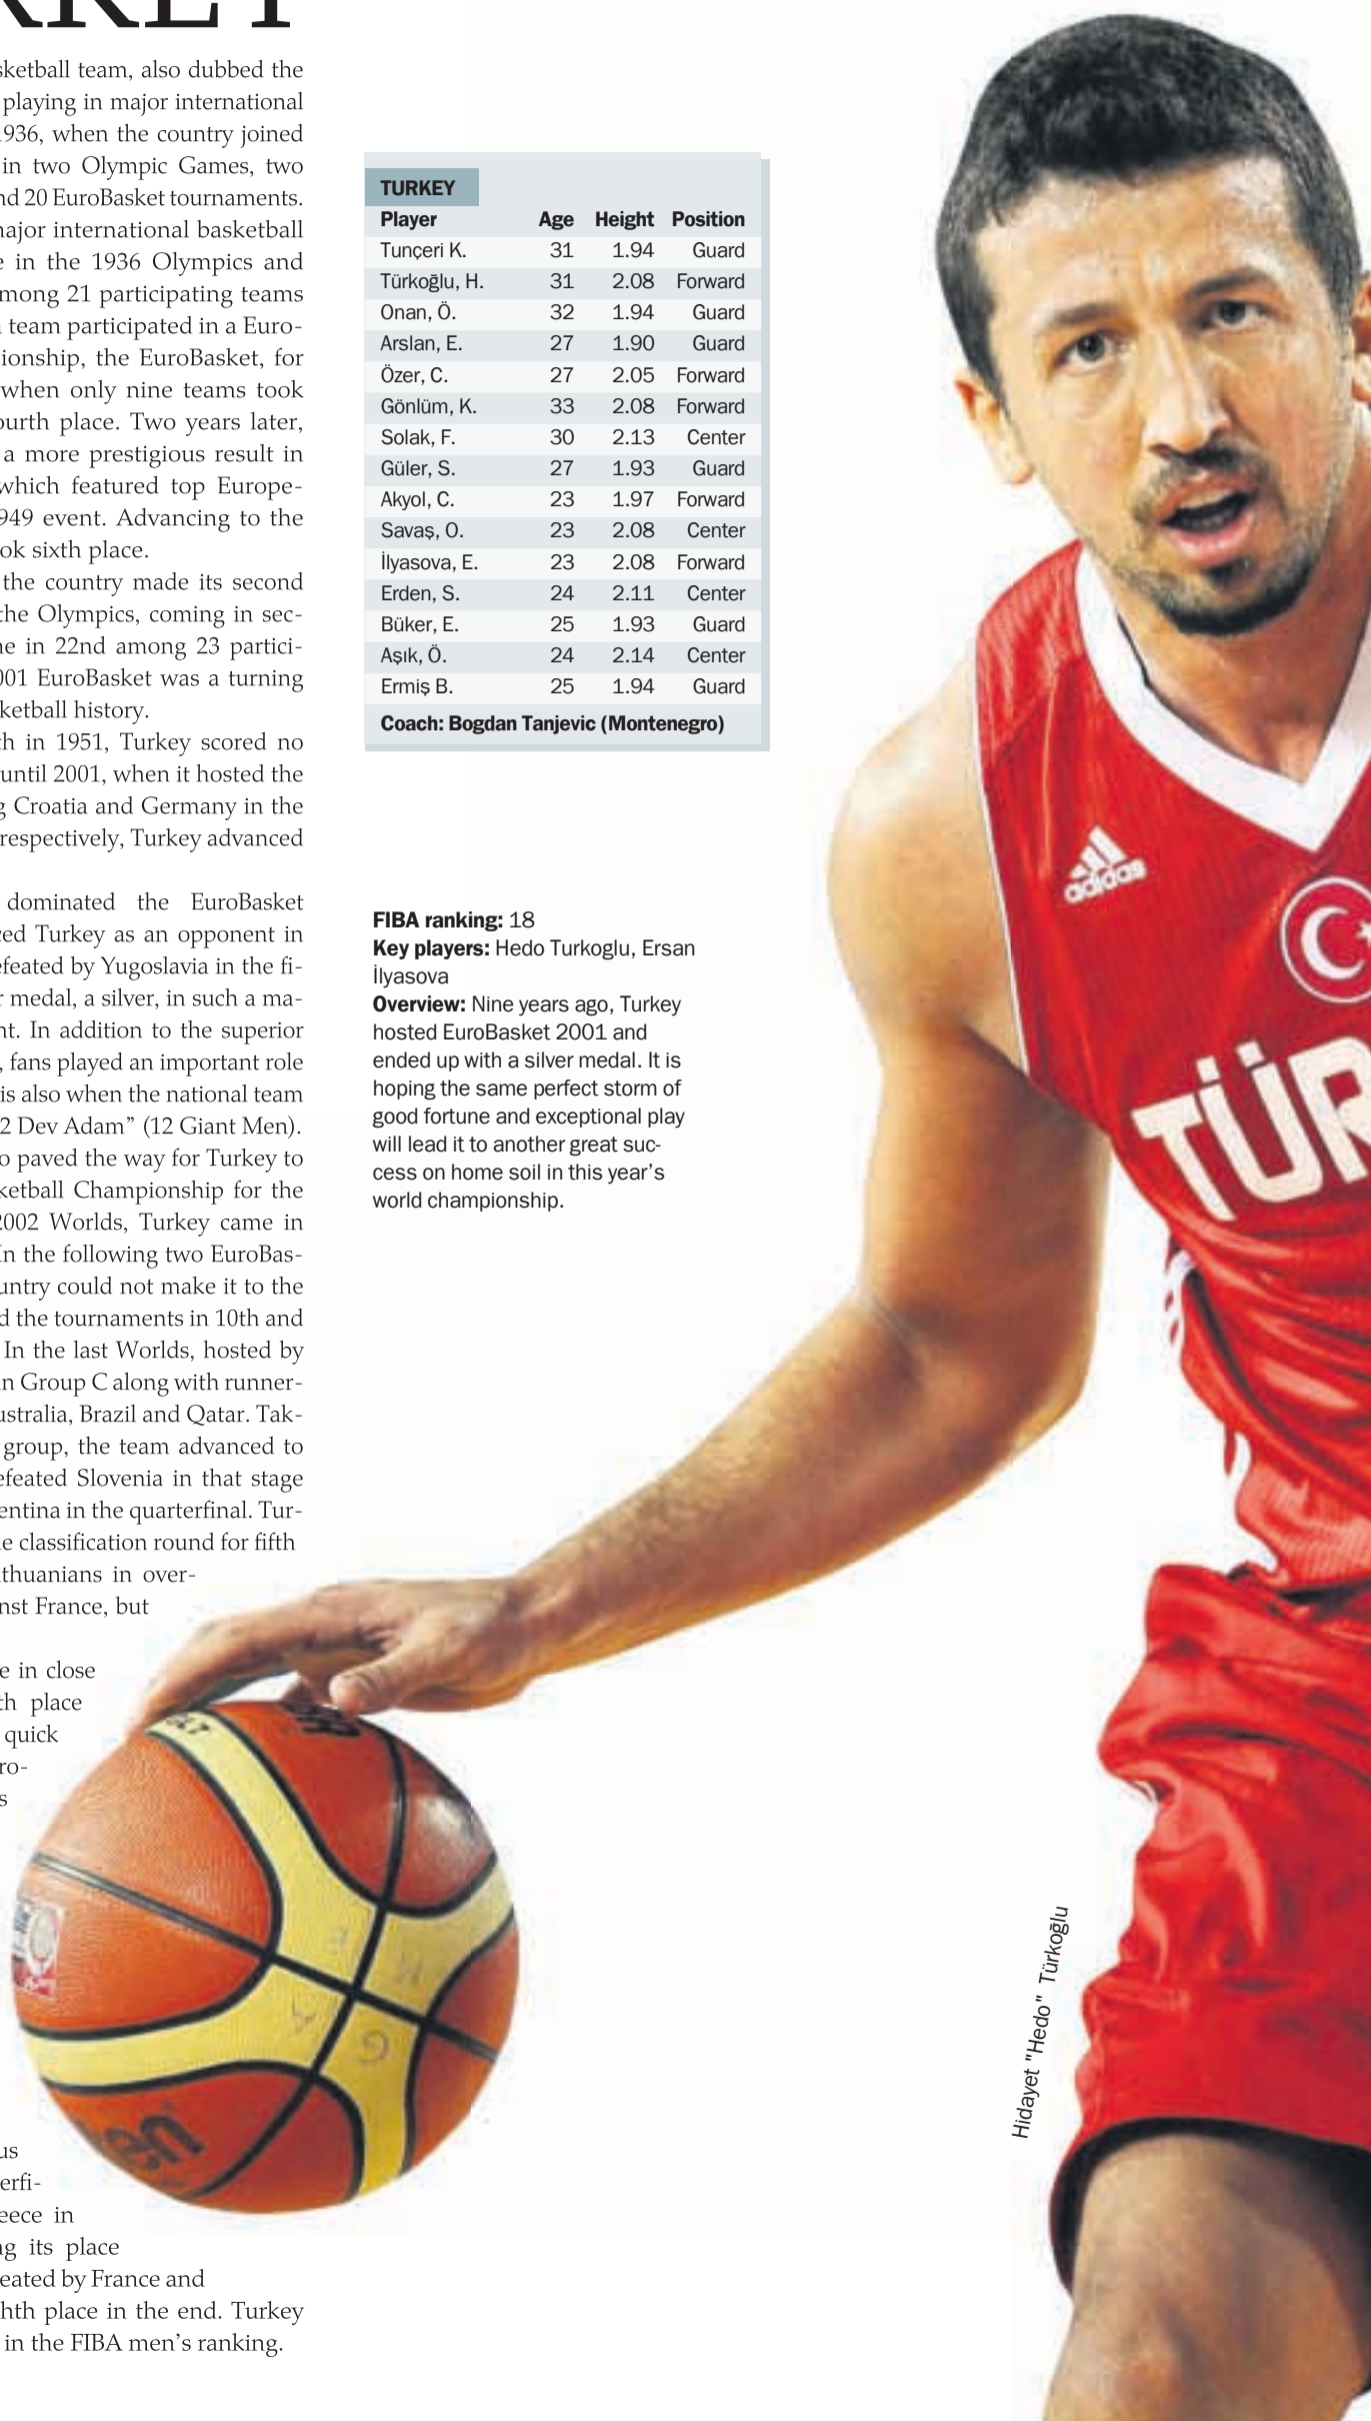 sketball team, also dubbed the
playing in major international
1936, when the country joined
in two Olympic Games, two
nd 20 EuroBasket tournaments.
major international basketball
e in the 1936 Olympics and
mong 21 participating teams
team participated in a Euro-
ionship, the EuroBasket, for
when only nine teams took
ourth place. Two years later,
a more prestigious result in
which featured top Europe-
949 event. Advancing to the
ok sixth place.
the country made its second
the Olympics, coming in sec-
ne in 22nd among 23 partici-
001 EuroBasket was a turning
ketball history.
th in 1951, Turkey scored no
until 2001, when it hosted the
g Croatia and Germany in the
respectively, Turkey advanced
dominated the EuroBasket
ced Turkey as an opponent in
efeated by Yugoslavia in the fi-
r medal, a silver, in such a ma-
nt. In addition to the superior
, fans played an important role
is also when the national team
2 Dev Adam” (12 Giant Men).
o paved the way for Turkey to
ketball Championship for the
2002 Worlds, Turkey came in
In the following two EuroBas-
untry could not make it to the
d the tournaments in 10th and
In the last Worlds, hosted by
in Group C along with runner-
ustralia, Brazil and Qatar. Tak-
group, the team advanced to
efeated Slovenia in that stage
entina in the quarterfinal. Tur-
e classification round for fifth
thuanians in over-
nst France, but
e in close
th place
quick
ro-
s
us
erfi-
eece in
ng its place
eated by France and
hth place in the end. Turkey
in the FIBA men’s ranking.
TURKEY
Player Age Height Position
Tunçeri K. 31 1.94 Guard
Türkoğlu, H. 31 2.08 Forward
Onan, Ö. 32 1.94 Guard
Arslan, E. 27 1.90 Guard
Özer, C. 27 2.05 Forward
Gönlüm, K. 33 2.08 Forward
Solak, F. 30 2.13 Center
Güler, S. 27 1.93 Guard
Akyol, C. 23 1.97 Forward
Savaş, O. 23 2.08 Center
İlyasova, E. 23 2.08 Forward
Erden, S. 24 2.11 Center
Büker, E. 25 1.93 Guard
Aşık, Ö. 24 2.14 Center
Ermiş B. 25 1.94 Guard
Coach: Bogdan Tanjevic (Montenegro)
FIBA ranking: 18
Key players: Hedo Turkoglu, Ersan
İlyasova
Overview: Nine years ago, Turkey
hosted EuroBasket 2001 and
ended up with a silver medal. It is
hoping the same perfect storm of
good fortune and exceptional play
will lead it to another great suc-
cess on home soil in this year’s
world championship.
adidas
TÜR
Hidayet "Hedo" Türkoğlu